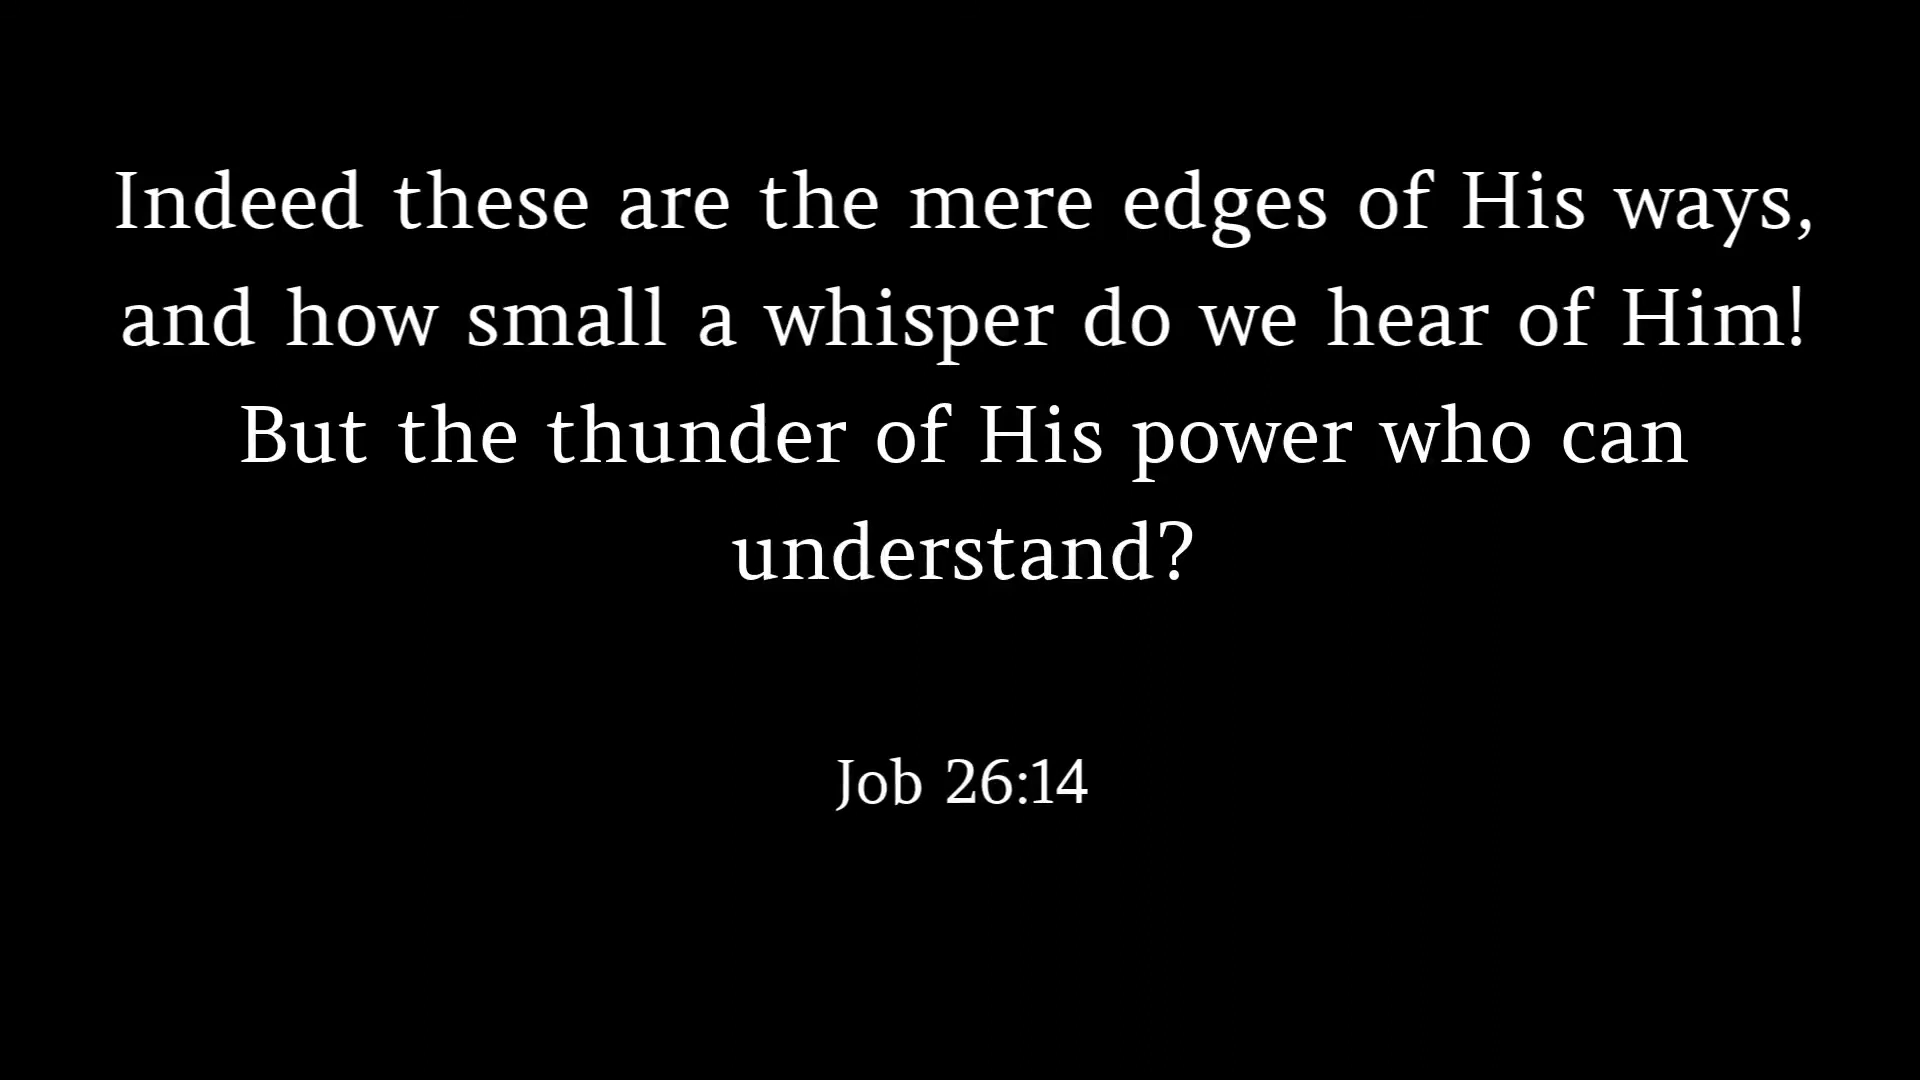 Indeed these are the mere edges of His ways,
and how small a whisper do we hear of Him!
But the thunder of His power who can
understand?
Job 26:14